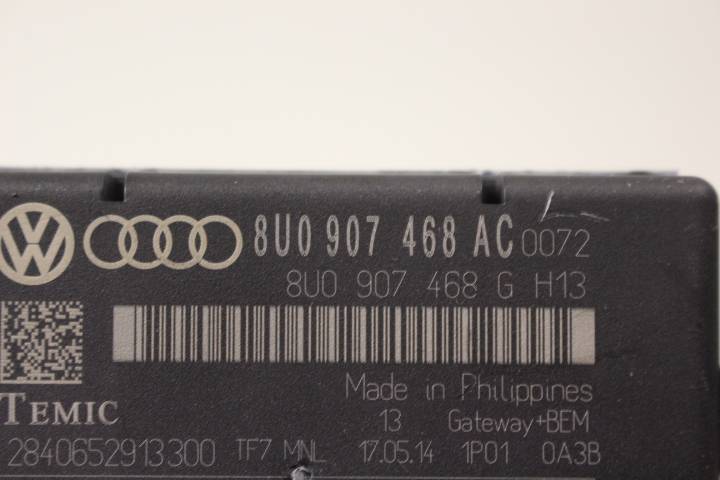 8U0 907 468 AC 0072
8U0 907 468 G H13
Made in Philippines
TEMIC 13 Gateway+BEM
2840652913300 TF7 MNL 17.05.14 1P01 0A3B